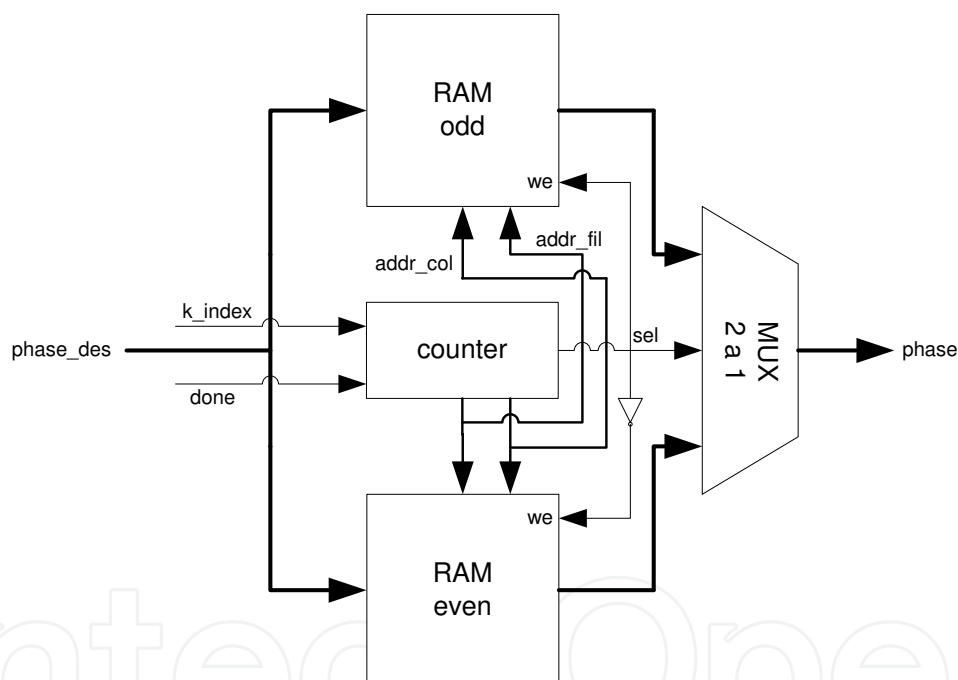 RAM
odd
we
addr_fil
addr_col
k_index
sel
phase_des
counter
MUX
2 a 1
phase
done
we
RAM
even